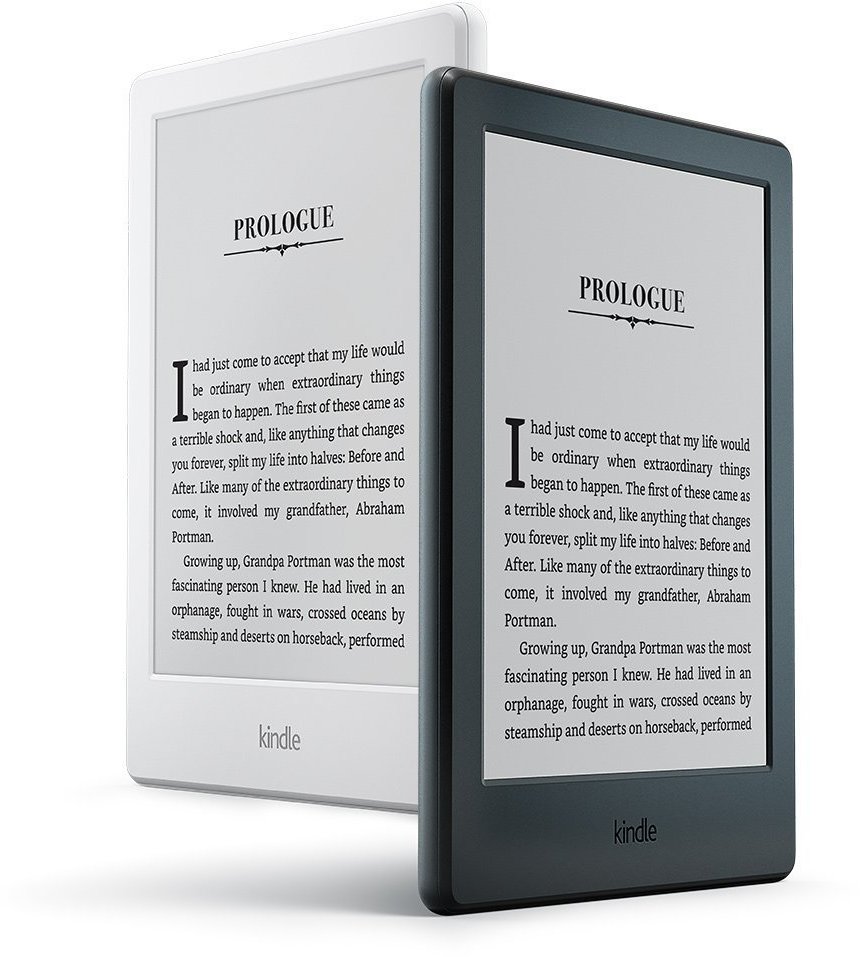 PROLOGUE
I had just come to accept that my life would
be ordinary when extraordinary things
began to happen. The first of these came as
a terrible shock and, like anything that changes
you forever, split my life into halves: Before and
After. Like many of the extraordinary things to
come, it involved my grandfather, Abraham
Portman.
Growing up, Grandpa Portman was the most
fascinating person I knew. He had lived in an
orphanage, fought in wars, crossed oceans by
steamship and deserts on horseback, performed
kindle
PROLOGUE
I had just come to accept that my life would
be ordinary when extraordinary things
began to happen. The first of these came as
a terrible shock and, like anything that changes
you forever, split my life into halves: Before and
After. Like many of the extraordinary things to
come, it involved my grandfather, Abraham
Portman.
Growing up, Grandpa Portman was the most
fascinating person I knew. He had lived in an
orphanage, fought in wars, crossed oceans by
steamship and deserts on horseback, performed
kindle